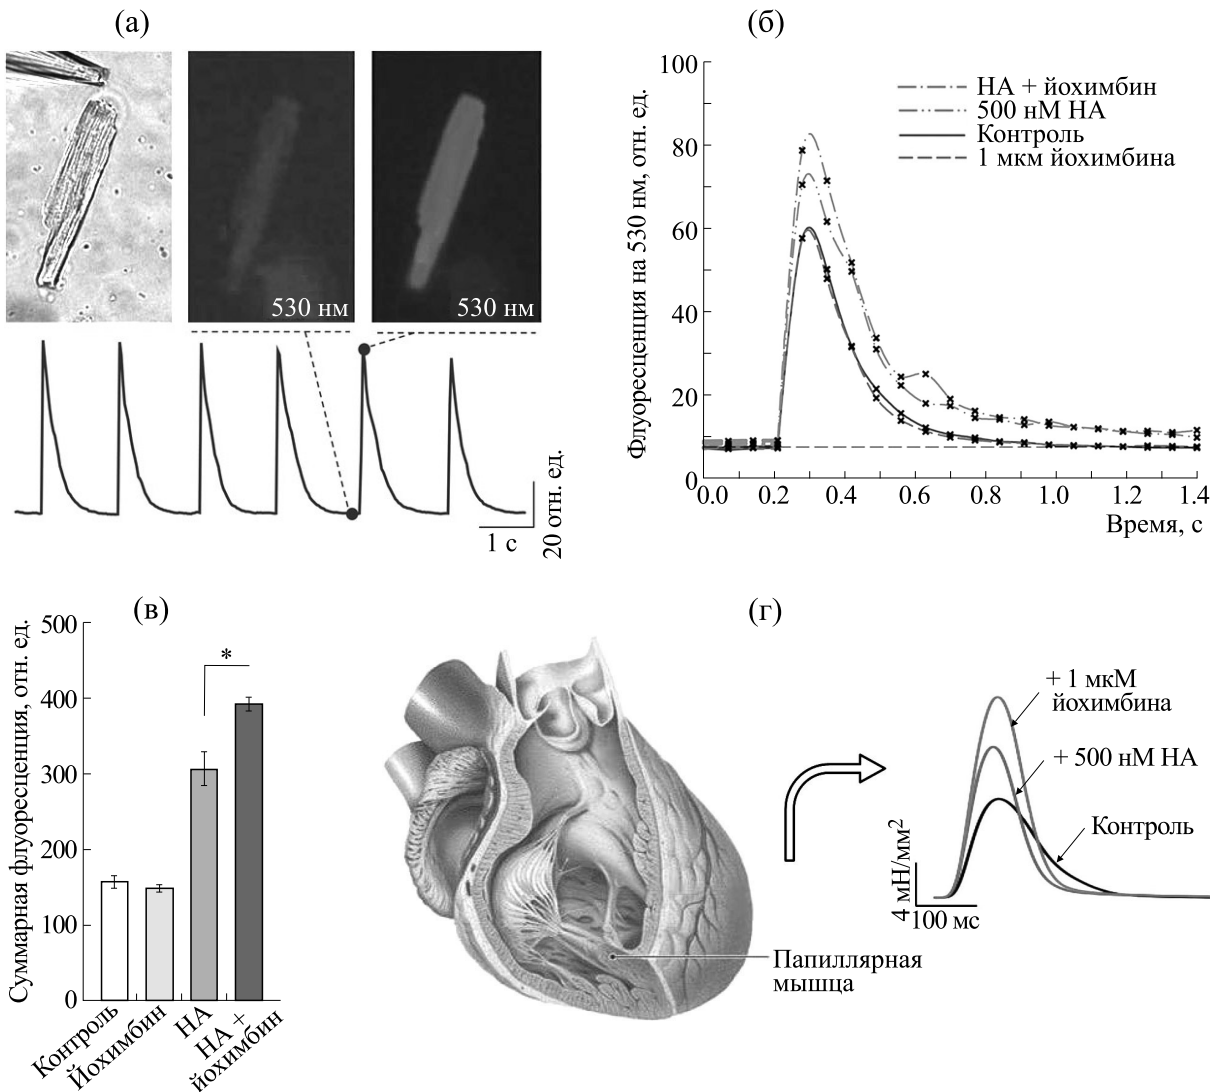 (а)
530 нм
530 нм
1 с
20 отн. ед.
(б)
Флуоресценция на 530 нм, отн. ед.
100
80
60
40
20
0
НА + йохимбин
500 нМ НА
Контроль
1 мкм йохимбина
0.0
0.2
0.4
0.6
0.8
1.0
1.2
1.4
Время, с
(в)
Суммарная флуоресценция, отн. ед.
500
400
300
200
100
0
*
Контроль
Йохимбин
НА
НА +
йохимбин
(г)
Папиллярная
мышца
+ 1 мкМ
йохимбина
+ 500 нМ НА
Контроль
4 мН/мм²
100 мс